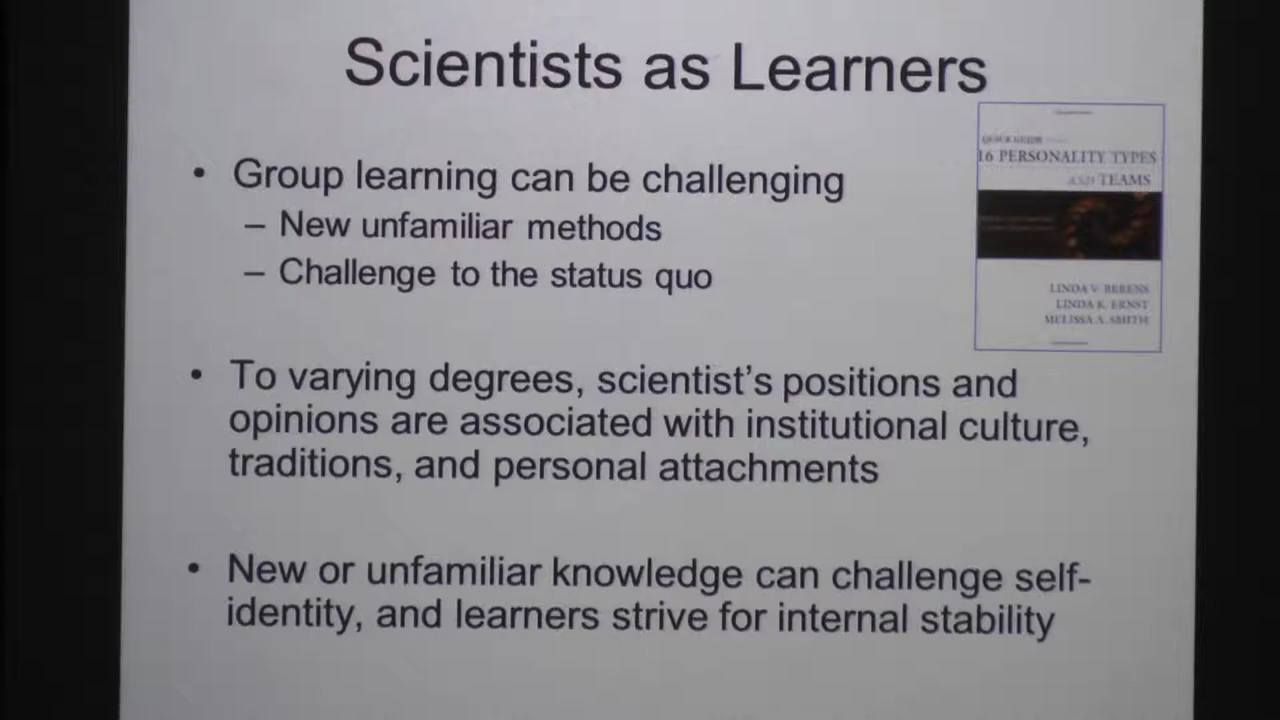 Scientists as Learners
• Group learning can be challenging
– New unfamiliar methods
– Challenge to the status quo
QUICK GUIDE
16 PERSONALITY TYPES
AND TEAMS
LINDA V. BERENS
LINDA K. ERNST
MELISSA A. SMITH
• To varying degrees, scientist’s positions and
opinions are associated with institutional culture,
traditions, and personal attachments
• New or unfamiliar knowledge can challenge self-
identity, and learners strive for internal stability